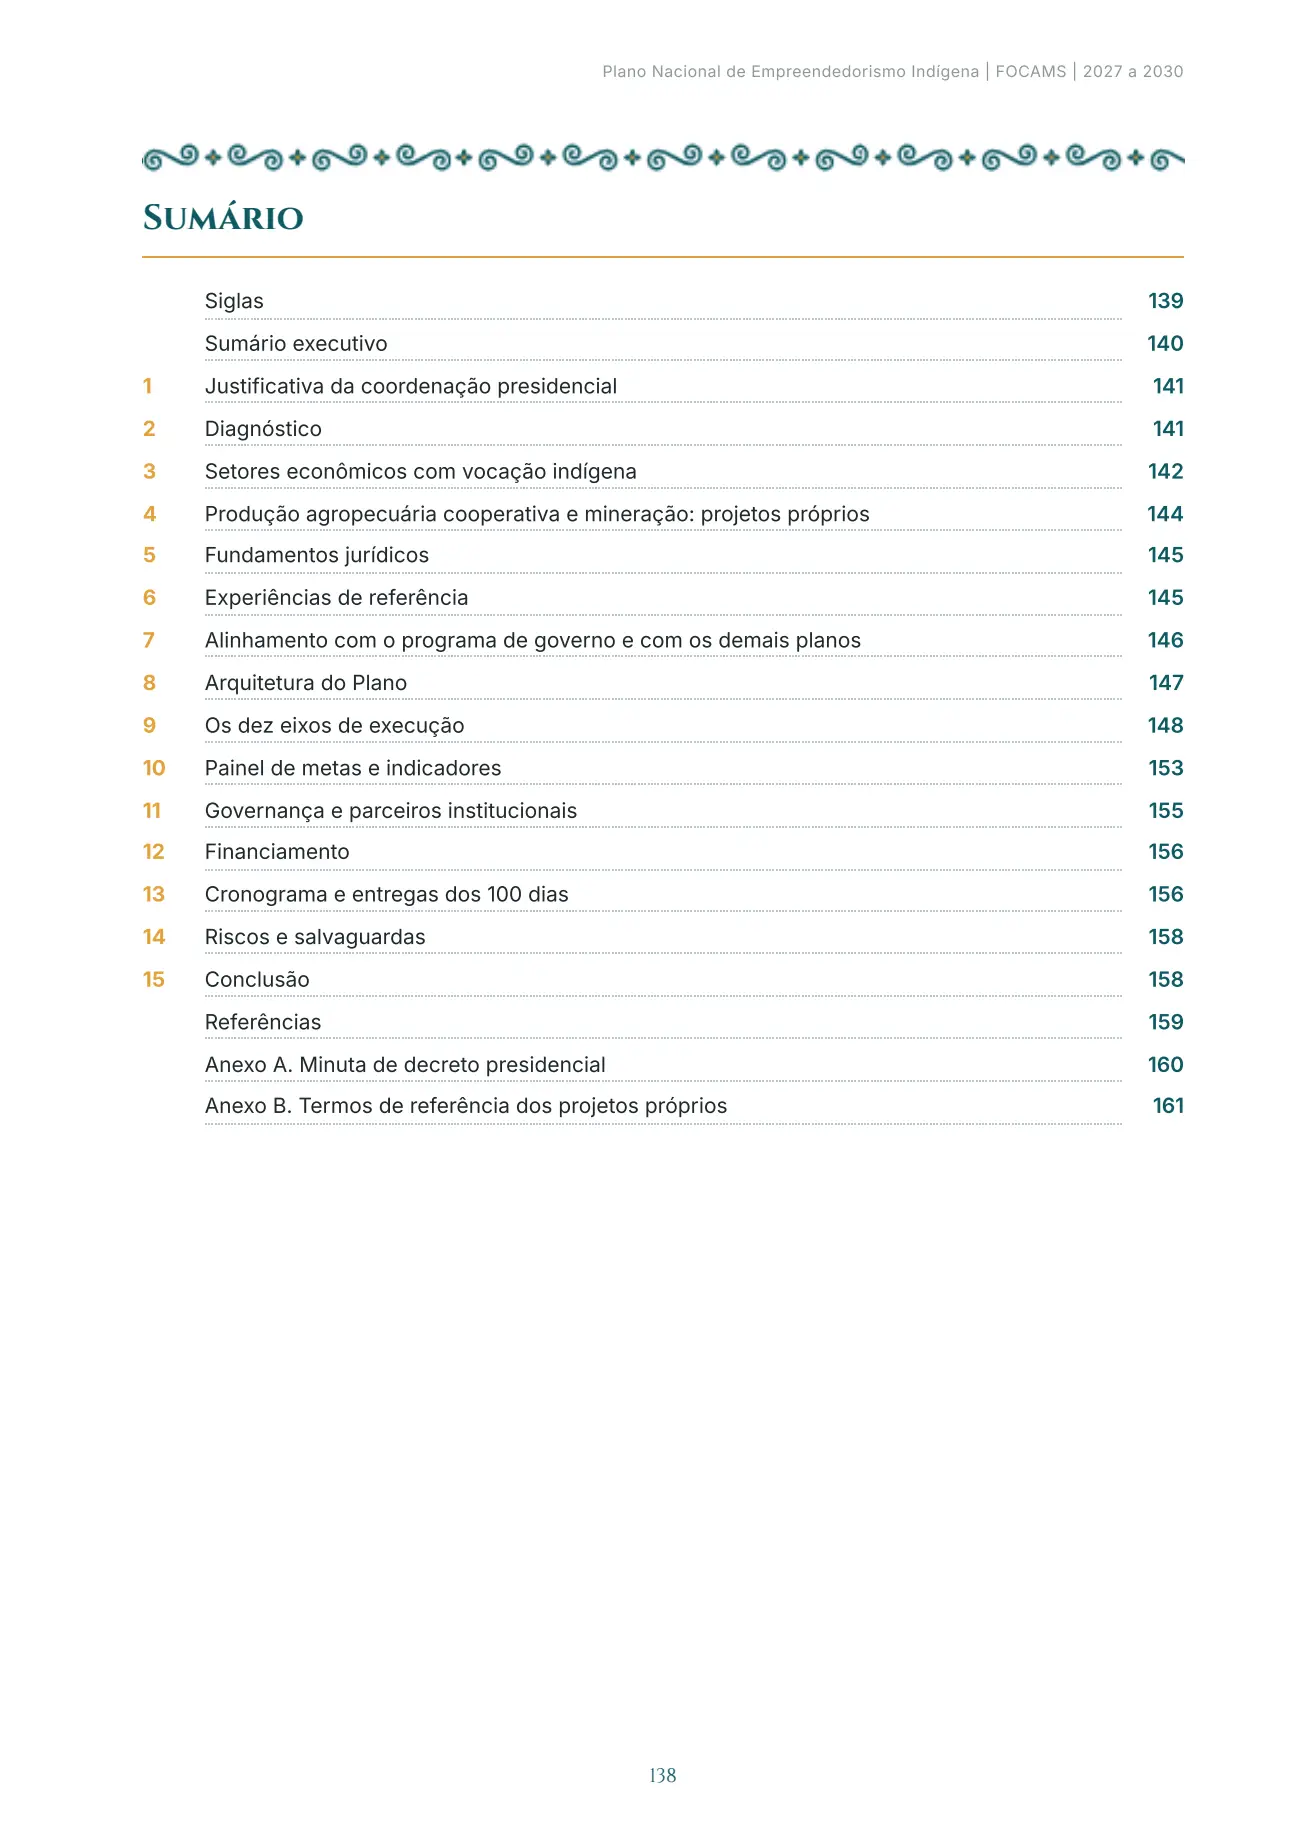 Plano Nacional de Empreendedorismo Indígena | FOCAMS | 2027 a 2030
Sumário
Siglas 139
Sumário executivo 140
1 Justificativa da coordenação presidencial 141
2 Diagnóstico 141
3 Setores econômicos com vocação indígena 142
4 Produção agropecuária cooperativa e mineração: projetos próprios 144
5 Fundamentos jurídicos 145
6 Experiências de referência 145
7 Alinhamento com o programa de governo e com os demais planos 146
8 Arquitetura do Plano 147
9 Os dez eixos de execução 148
10 Painel de metas e indicadores 153
11 Governança e parceiros institucionais 155
12 Financiamento 156
13 Cronograma e entregas dos 100 dias 156
14 Riscos e salvaguardas 158
15 Conclusão 158
Referências 159
Anexo A. Minuta de decreto presidencial 160
Anexo B. Termos de referência dos projetos próprios 161
138